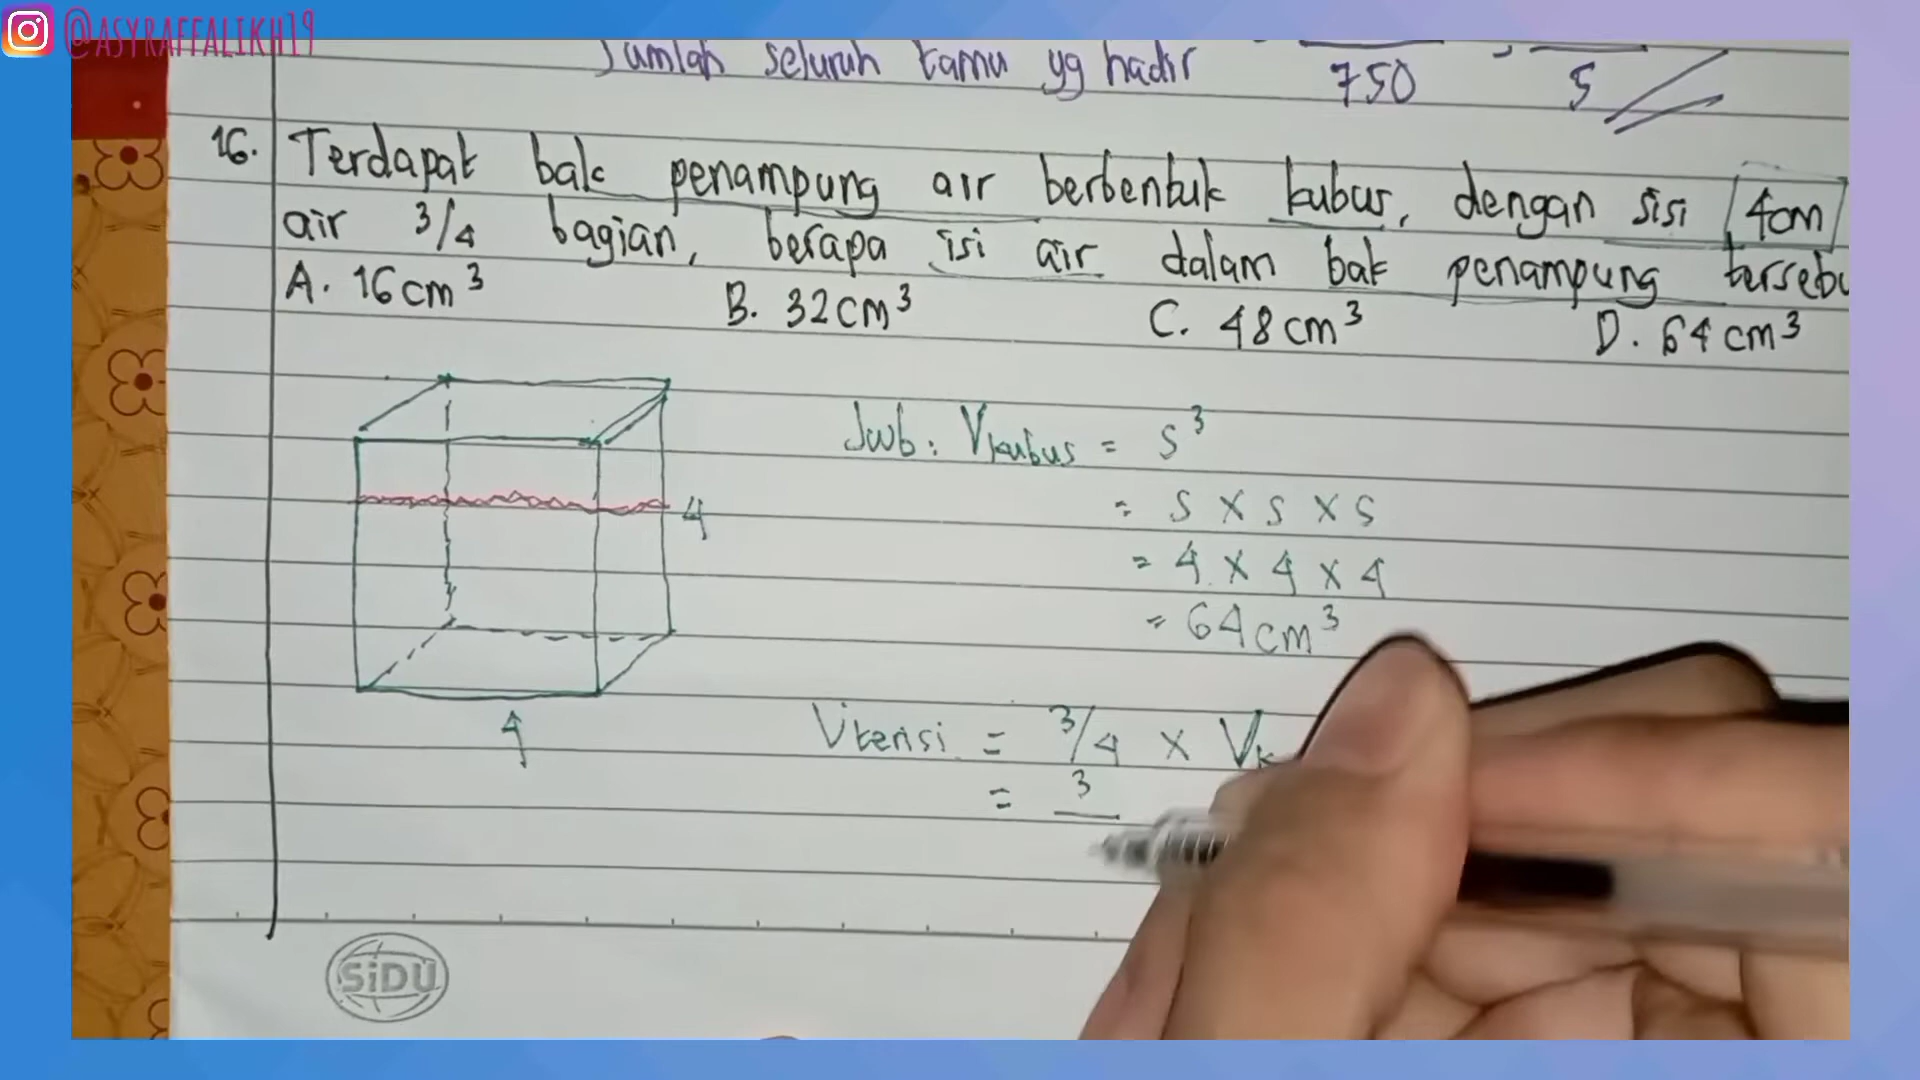 @ASYRAFFALIKH19
Jumlah seluruh tamu yg hadir 750 5
16. Terdapat bak penampung air berbentuk kubus, dengan sisi 4cm
air 3/4 bagian, berapa isi air dalam bak penampung tersebu
A. 16cm³ B. 32cm³ C. 48cm³ D. 64cm³
Jwb: Vkubus = s³
= s x s x s
4
= 4 x 4 x 4
= 64cm³
4
Vterisi = 3/4 x Vk
= 3
SiDU